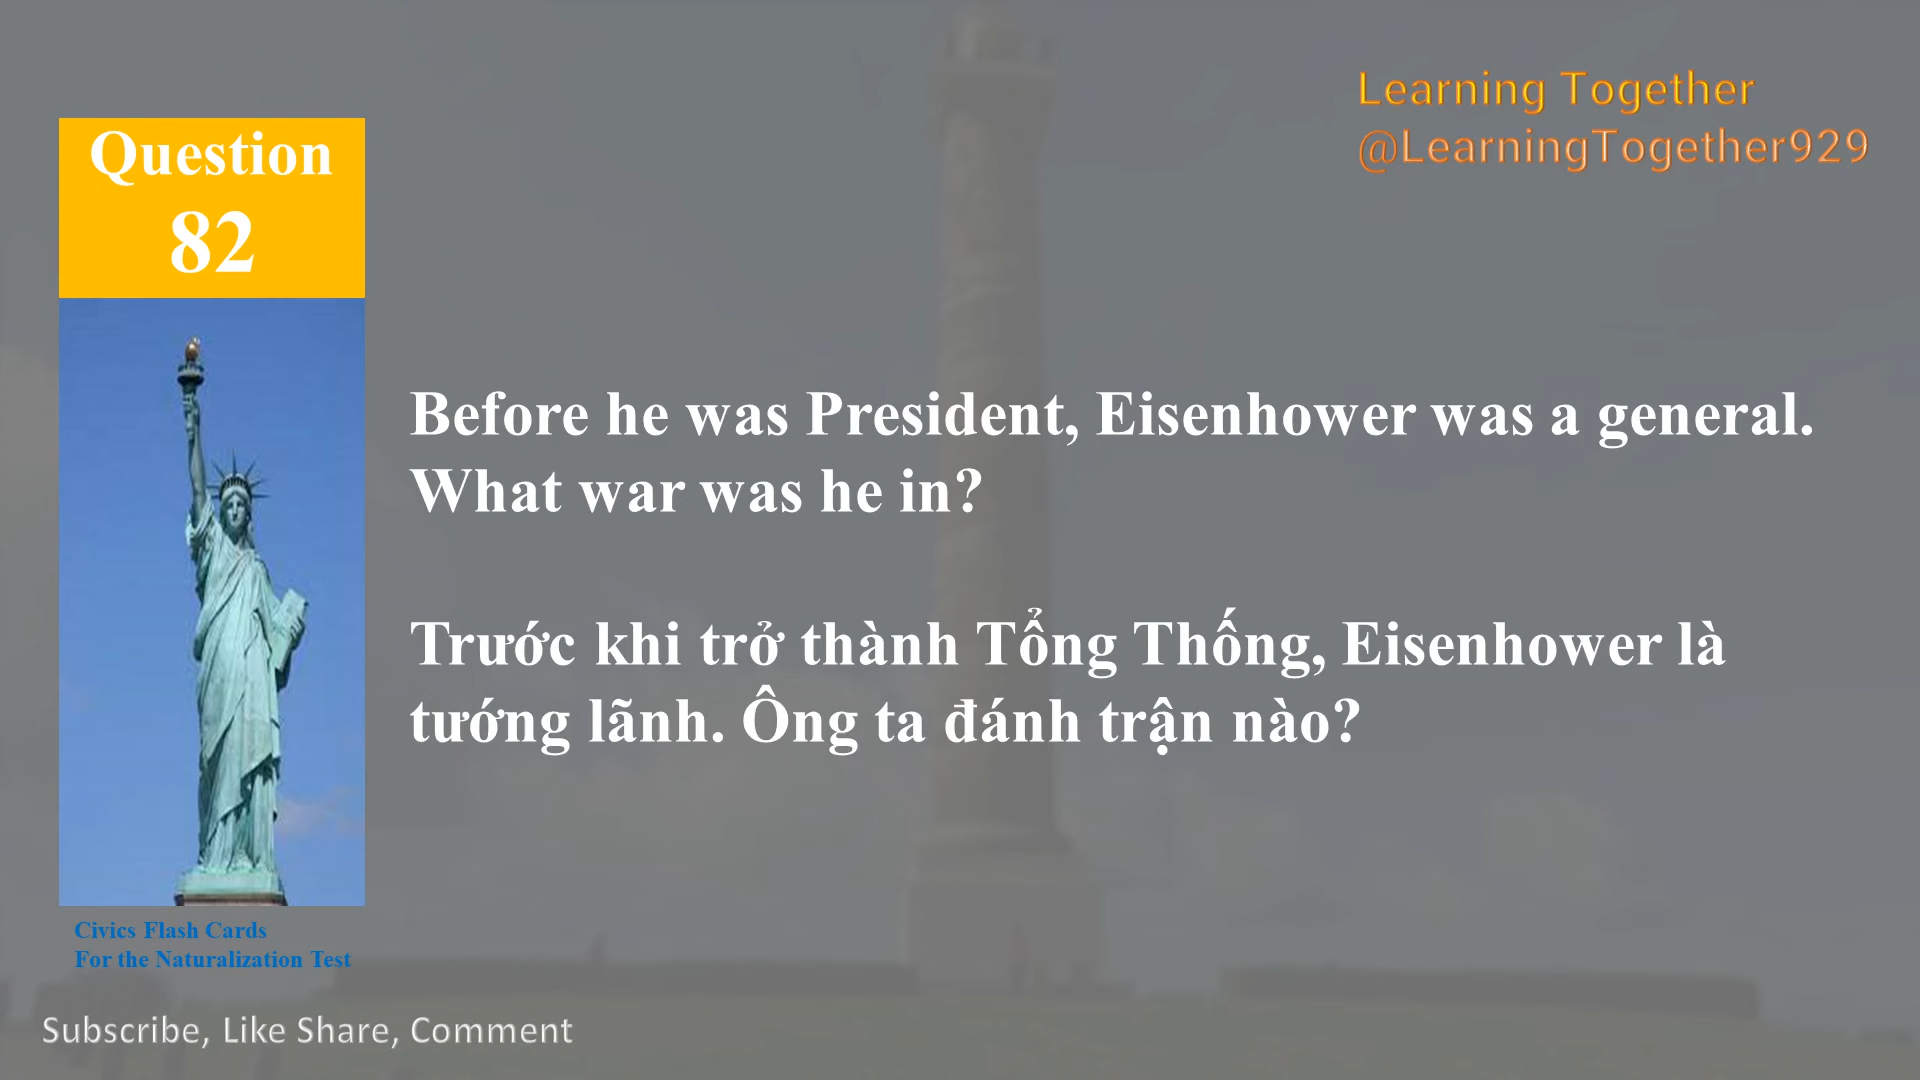 Learning Together
@LearningTogether929
Question
82
Before he was President, Eisenhower was a general.
What war was he in?
Trước khi trở thành Tổng Thống, Eisenhower là
tướng lãnh. Ông ta đánh trận nào?
Civics Flash Cards
For the Naturalization Test
Subscribe, Like Share, Comment